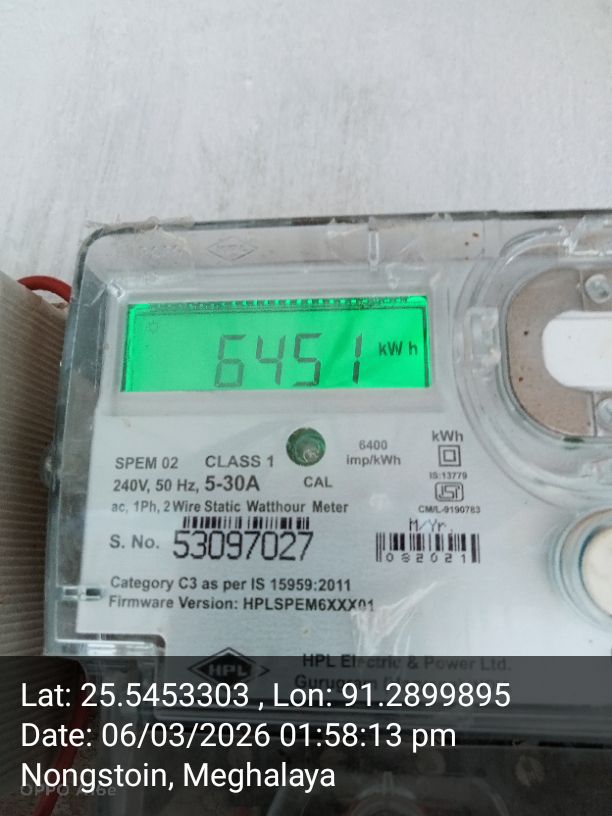 6451 kW h
SPEM 02 CLASS 1
6400
imp/kWh
CAL
kWh
IS:13779
CM/L-9190783
240V, 50 Hz, 5-30A
ac, 1Ph, 2 Wire Static Watthour Meter
M/Yr.
082021
S. No. 53097027
Category C3 as per IS 15959:2011
Firmware Version: HPLSPEM6XXX01
HPL
HPL Electric & Power Ltd.
Lat: 25.5453303 , Lon: 91.2899895
Date: 06/03/2026 01:58:13 pm
Nongstoin, Meghalaya
OPPO